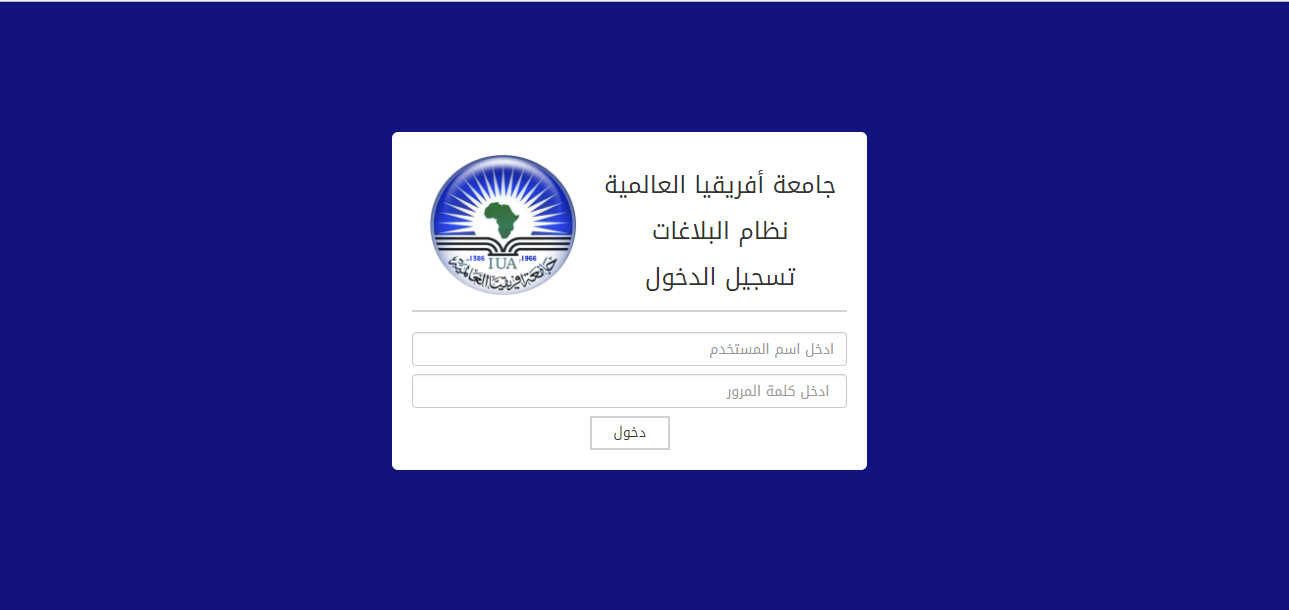 جامعة أفريقيا العالمية
نظام البلاغات
تسجيل الدخول
1386
IUA
1966
جامعة افريقيا العالمية
ادخل اسم المستخدم
ادخل كلمة المرور
دخول